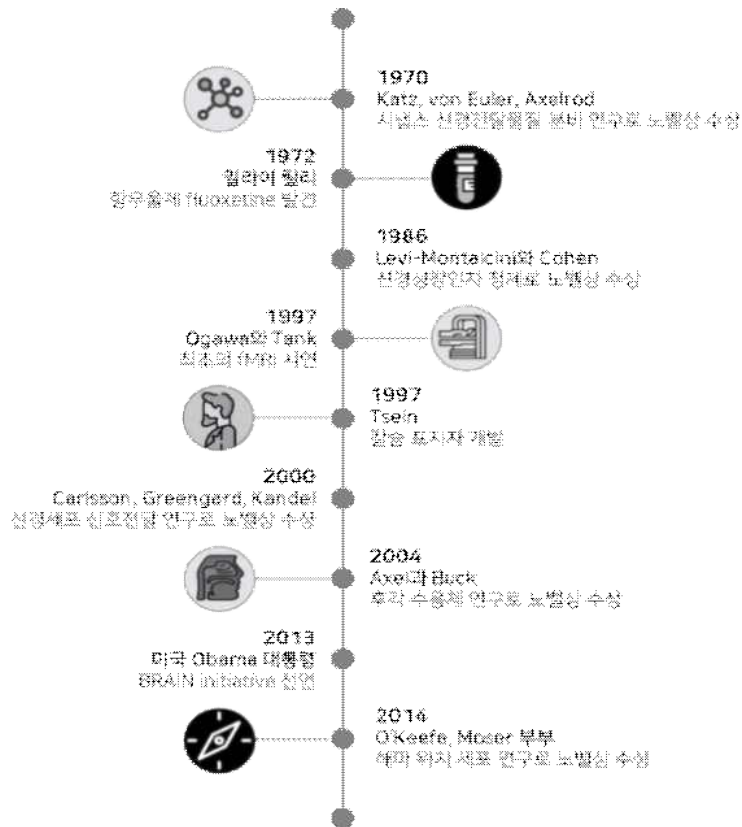 1970
Katz, von Euler, Axelrod
시냅스 신경전달물질 분비 연구로 노벨상 수상
1972
일라이 릴리
항우울제 fluoxetine 발견
1986
Levi-Montalcini와 Cohen
신경성장인자 정제로 노벨상 수상
1997
Ogawa와 Tank
최초의 fMRI 시연
1997
Tsein
칼슘 표지자 개발
2000
Carlsson, Greengard, Kandel
신경세포 신호전달 연구로 노벨상 수상
2004
Axel과 Buck
후각 수용체 연구로 노벨상 수상
2013
미국 Obama 대통령
BRAIN initiative 선언
2014
O'Keefe, Moser 부부
해마 위치 세포 연구로 노벨상 수상